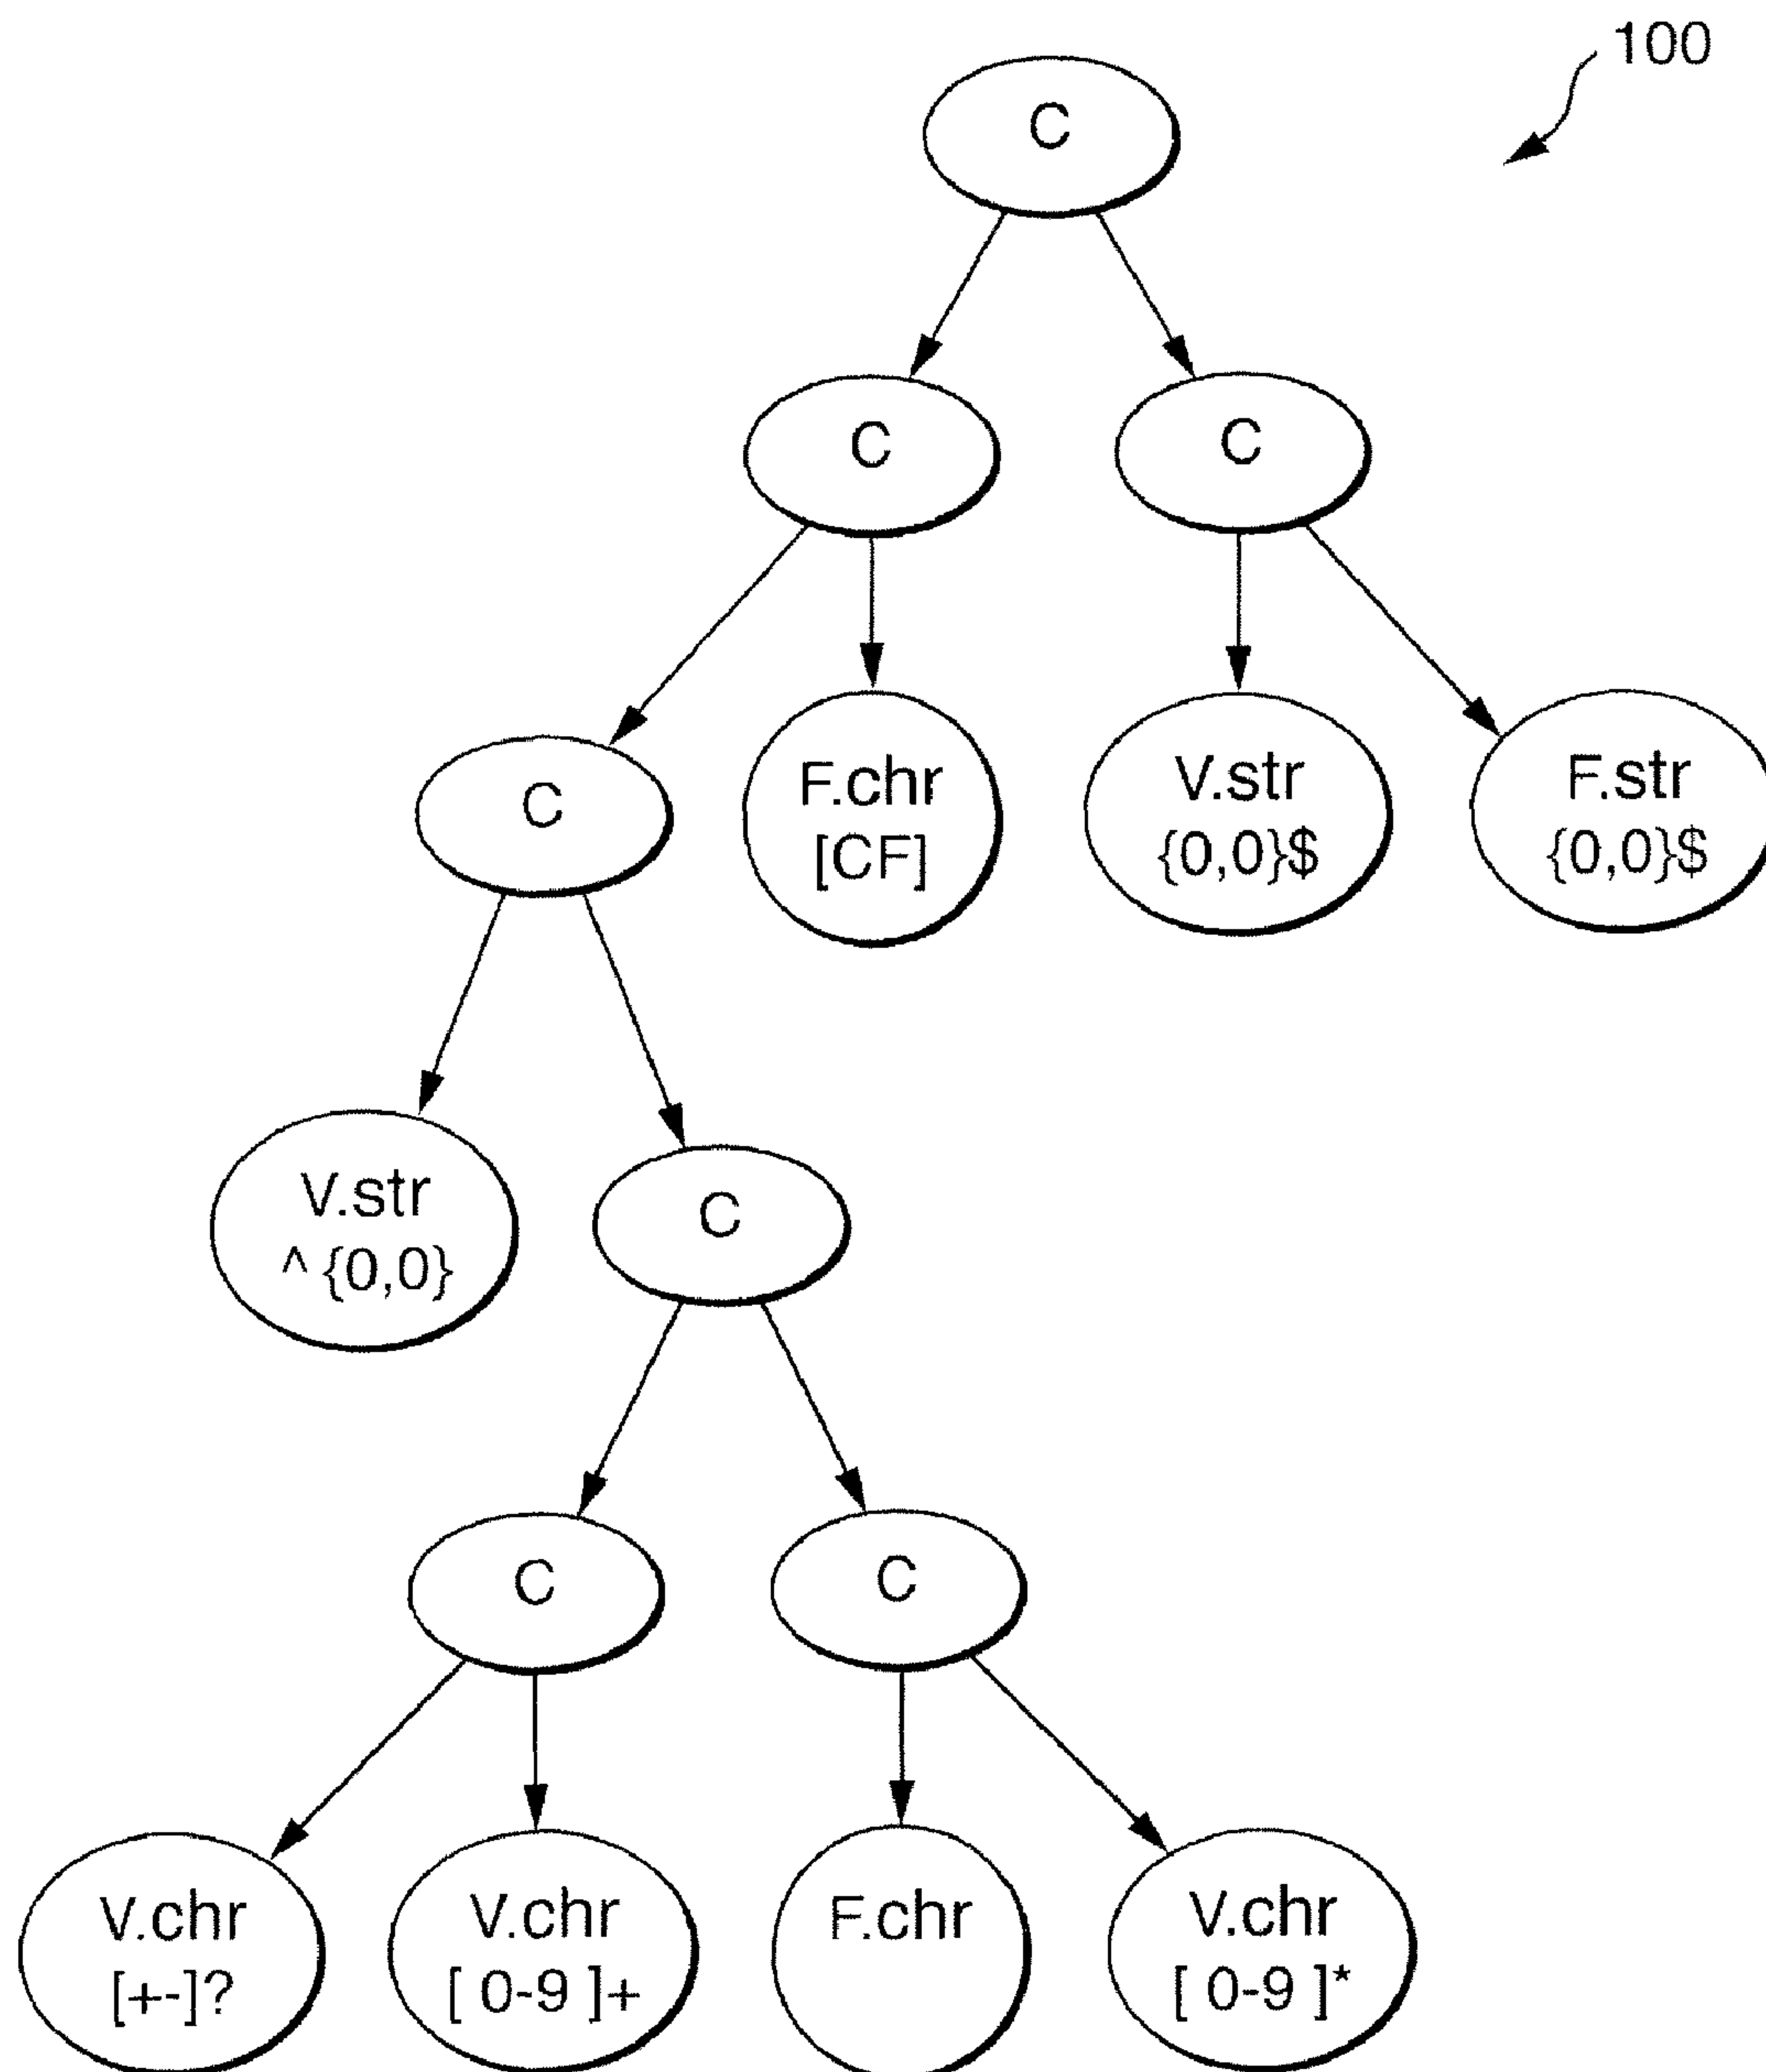 100
C
C
C
C
F.chr
[CF]
V.str
{0,0}$
F.str
{0,0}$
V.str
^ {0,0}
C
C
C
V.chr
[+-]?
V.chr
[ 0-9 ]+
F.chr
V.chr
[ 0-9 ]*